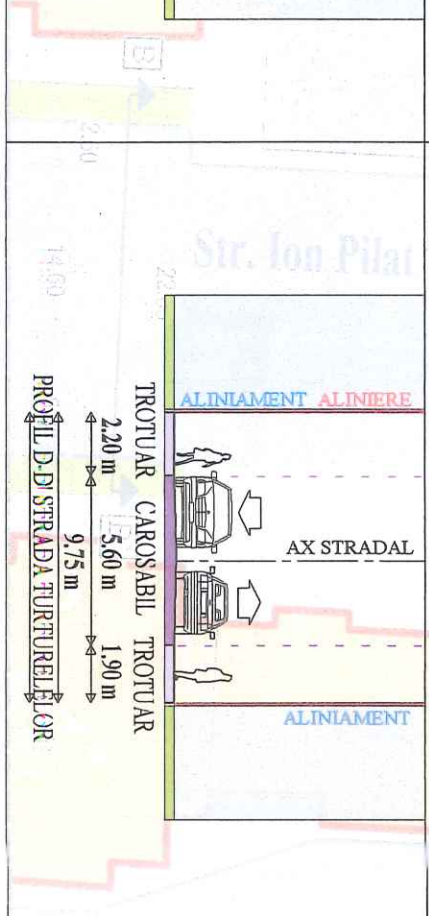 Str. Ion Pilat
2.50
14.00
B
ALINIAMENT ALINIERE
AX STRADAL
ALINIAMENT
TROTUAR CAROSABIL TROTUAR
2.20 m 5.60 m 1.90 m
9.75 m
PROFIL D-D' STRADA TURTURELELOR